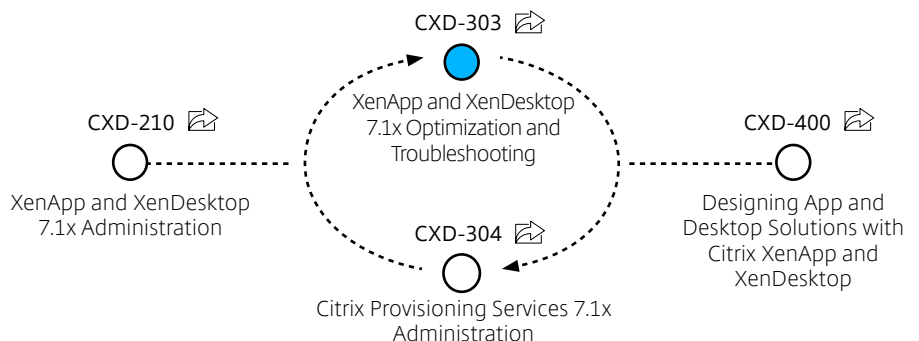 CXD-303
XenApp and XenDesktop
7.1x Optimization and
Troubleshooting
CXD-210
XenApp and XenDesktop
7.1x Administration
CXD-400
Designing App and
Desktop Solutions with
Citrix XenApp and
XenDesktop
CXD-304
Citrix Provisioning Services 7.1x
Administration